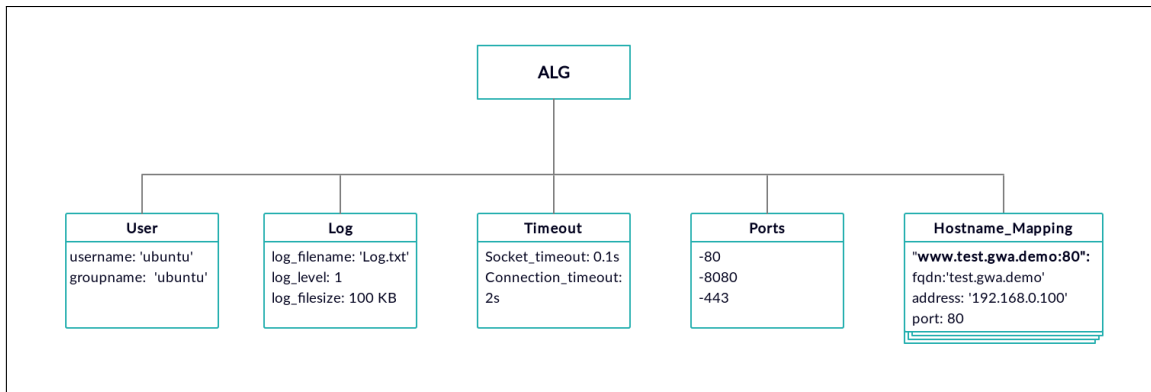 ALG
User
username: 'ubuntu'
groupname:  'ubuntu'
Log
log_filename: 'Log.txt'
log_level: 1
log_filesize: 100 KB
Timeout
Socket_timeout: 0.1s
Connection_timeout:
2s
Ports
-80
-8080
-443
Hostname_Mapping
"www.test.gwa.demo:80":
fqdn:'test.gwa.demo'
address: '192.168.0.100'
port: 80